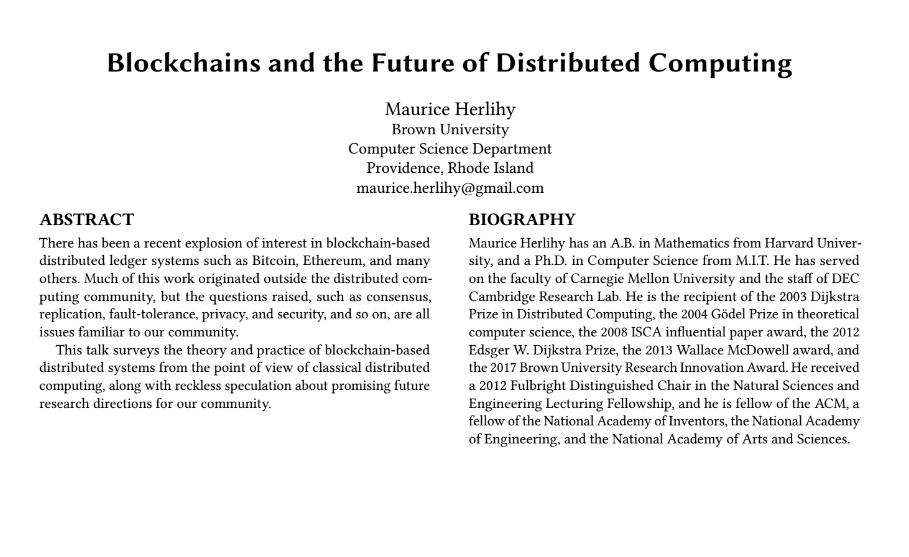 Blockchains and the Future of Distributed Computing
Maurice Herlihy
Brown University
Computer Science Department
Providence, Rhode Island
maurice.herlihy@gmail.com
ABSTRACT
There has been a recent explosion of interest in blockchain-based
distributed ledger systems such as Bitcoin, Ethereum, and many
others. Much of this work originated outside the distributed com-
puting community, but the questions raised, such as consensus,
replication, fault-tolerance, privacy, and security, and so on, are all
issues familiar to our community.
This talk surveys the theory and practice of blockchain-based
distributed systems from the point of view of classical distributed
computing, along with reckless speculation about promising future
research directions for our community.
BIOGRAPHY
Maurice Herlihy has an A.B. in Mathematics from Harvard Univer-
sity, and a Ph.D. in Computer Science from M.I.T. He has served
on the faculty of Carnegie Mellon University and the staff of DEC
Cambridge Research Lab. He is the recipient of the 2003 Dijkstra
Prize in Distributed Computing, the 2004 Gödel Prize in theoretical
computer science, the 2008 ISCA influential paper award, the 2012
Edsger W. Dijkstra Prize, the 2013 Wallace McDowell award, and
the 2017 Brown University Research Innovation Award. He received
a 2012 Fulbright Distinguished Chair in the Natural Sciences and
Engineering Lecturing Fellowship, and he is fellow of the ACM, a
fellow of the National Academy of Inventors, the National Academy
of Engineering, and the National Academy of Arts and Sciences.